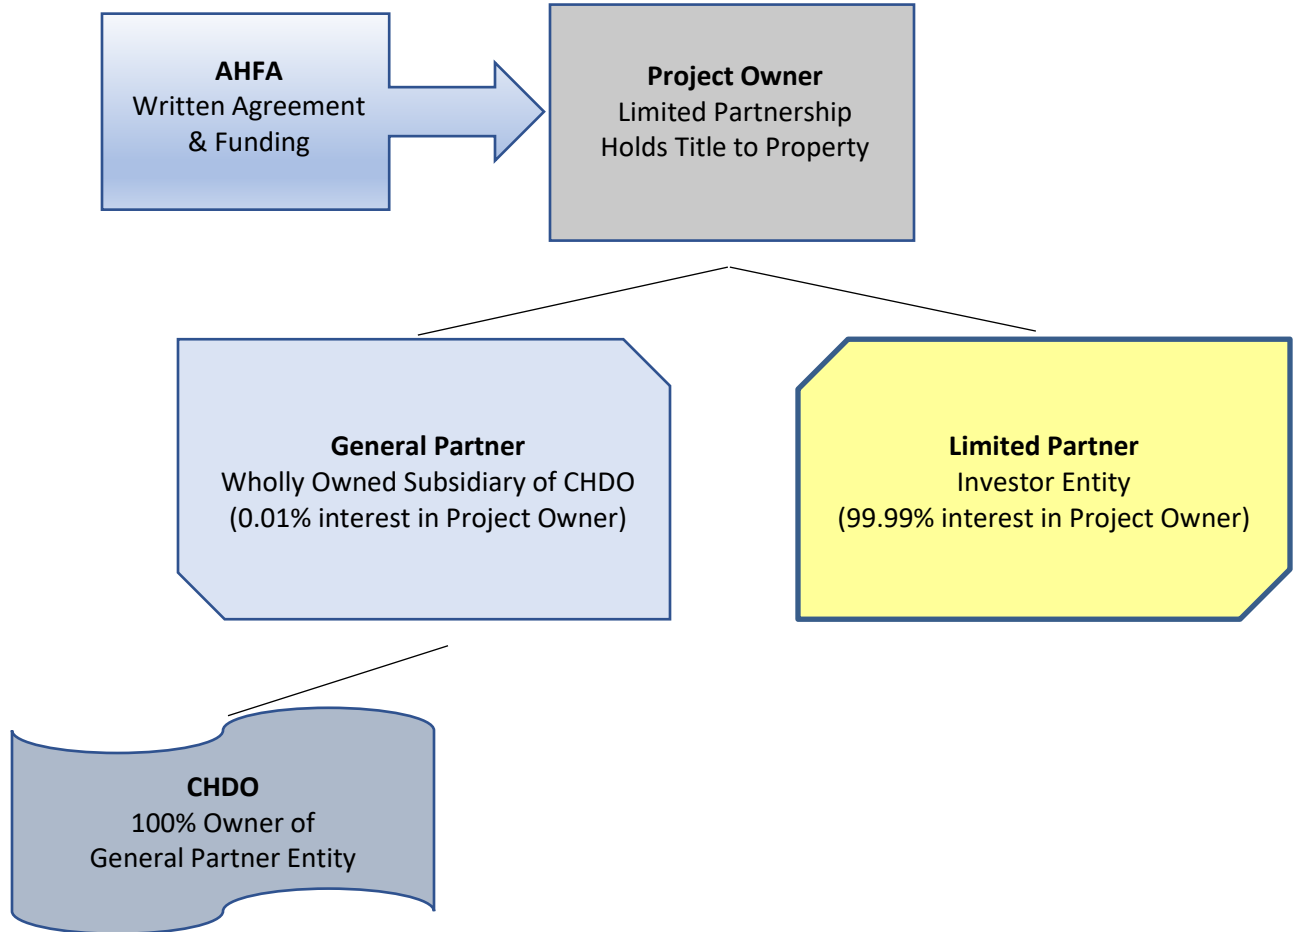 AHFA
Written Agreement
& Funding
Project Owner
Limited Partnership
Holds Title to Property
General Partner
Wholly Owned Subsidiary of CHDO
(0.01% interest in Project Owner)
Limited Partner
Investor Entity
(99.99% interest in Project Owner)
CHDO
100% Owner of
General Partner Entity